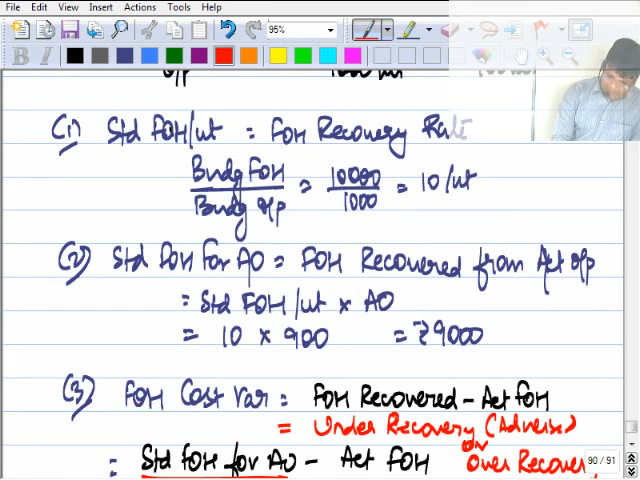 File Edit View Insert Actions Tools Help
95%
B I
o/p
(1) Std FOH/ut = FOH Recovery Rate
Budg FOH / Budg o/p = 10000 / 1000 = 10/ut
(2) Std FOH for AO = FOH Recovered from Act o/p
= Std FOH/ut × AO
= 10 × 900 = ₹9000
(3) FOH Cost Var = FOH Recovered - Act FOH
= Under Recovery (Adverse)
or
= Std FOH for AO - Act FOH Over Recover
90 / 91